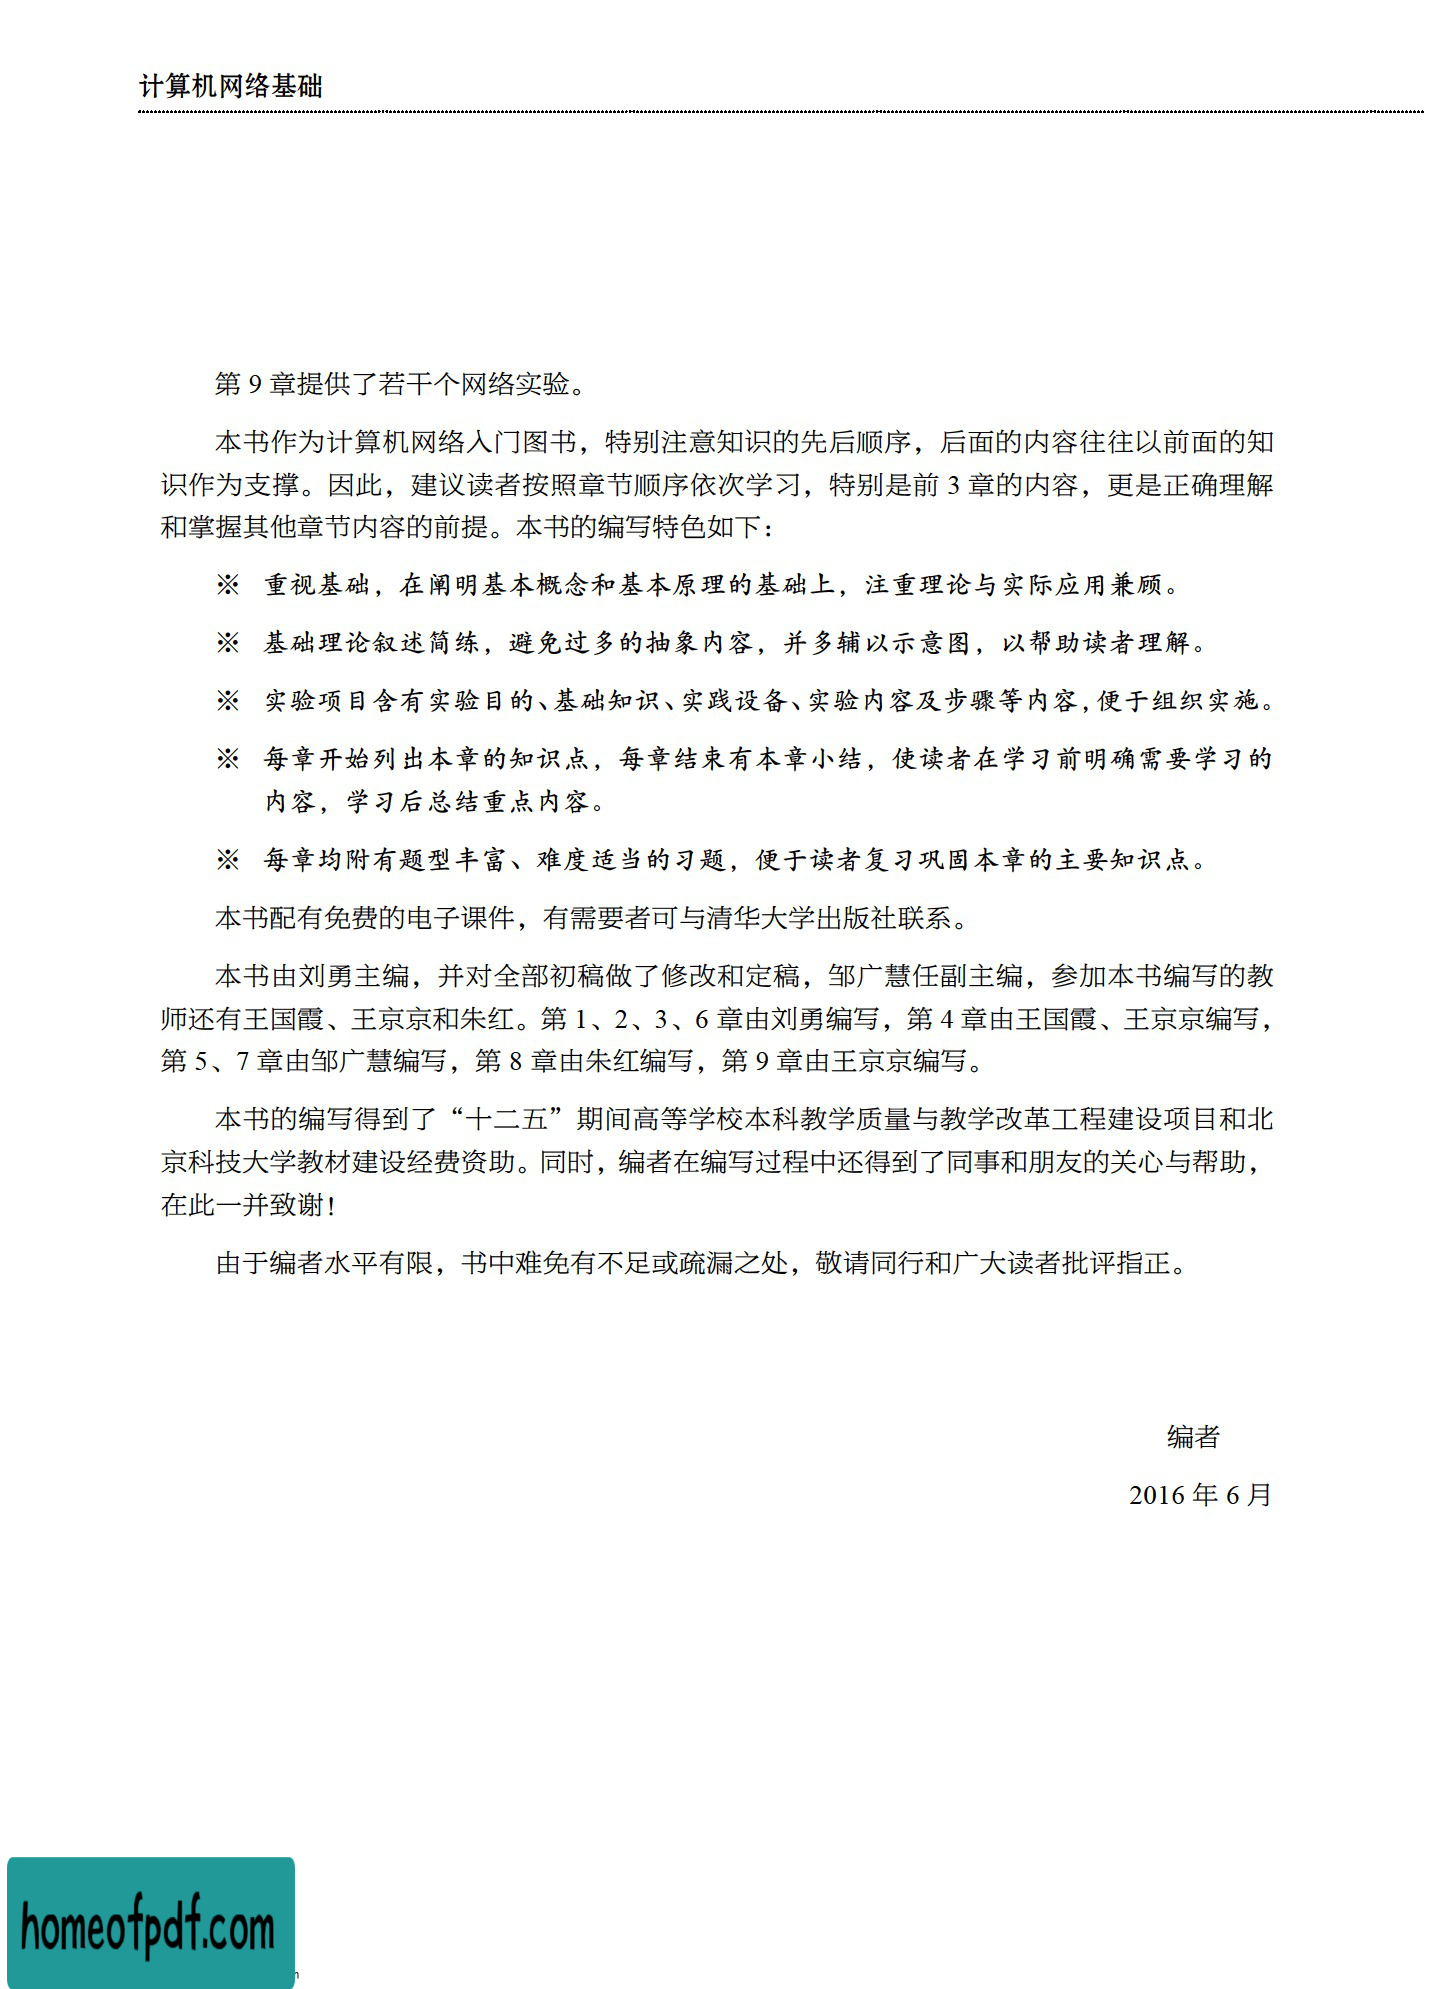 计算机网络基础
第 9 章提供了若干个网络实验。
本书作为计算机网络入门图书，特别注意知识的先后顺序，后面的内容往往以前面的知
识作为支撑。因此，建议读者按照章节顺序依次学习，特别是前 3 章的内容，更是正确理解
和掌握其他章节内容的前提。本书的编写特色如下：
※ 重视基础，在阐明基本概念和基本原理的基础上，注重理论与实际应用兼顾。
※ 基础理论叙述简练，避免过多的抽象内容，并多辅以示意图，以帮助读者理解。
※ 实验项目含有实验目的、基础知识、实践设备、实验内容及步骤等内容，便于组织实施。
※ 每章开始列出本章的知识点，每章结束有本章小结，使读者在学习前明确需要学习的
内容，学习后总结重点内容。
※ 每章均附有题型丰富、难度适当的习题，便于读者复习巩固本章的主要知识点。
本书配有免费的电子课件，有需要者可与清华大学出版社联系。
本书由刘勇主编，并对全部初稿做了修改和定稿，邹广慧任副主编，参加本书编写的教
师还有王国霞、王京京和朱红。第 1、2、3、6 章由刘勇编写，第 4 章由王国霞、王京京编写，
第 5、7 章由邹广慧编写，第 8 章由朱红编写，第 9 章由王京京编写。
本书的编写得到了“十二五”期间高等学校本科教学质量与教学改革工程建设项目和北
京科技大学教材建设经费资助。同时，编者在编写过程中还得到了同事和朋友的关心与帮助，
在此一并致谢！
由于编者水平有限，书中难免有不足或疏漏之处，敬请同行和广大读者批评指正。
编者
2016 年 6 月
homeofpdf.com